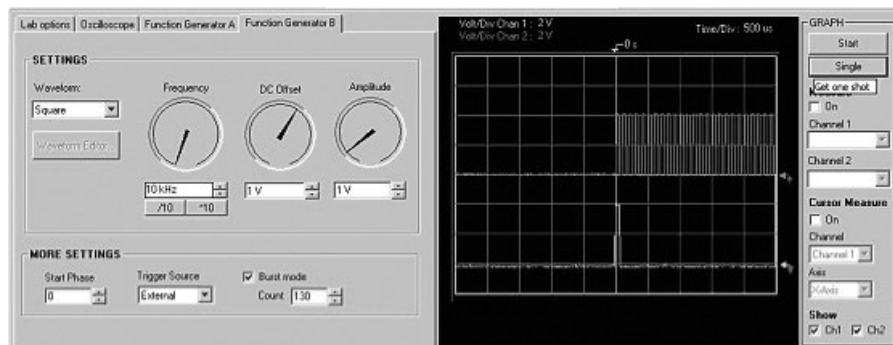 Lab options Oscilloscope Function Generator A Function Generator B
SETTINGS
Waveform:
Square
Waveform Editor...
Frequency
10 kHz
/10 *10
DC Offset
1 V
Amplitude
1 V
MORE SETTINGS
Start Phase
0
Trigger Source
External
Burst mode
Count 130
Volt/Div Chan 1 : 2 V
Volt/Div Chan 2 : 2 V
Time/Div : 500 us
0 s
GRAPH
Start
Single
Get one shot
On
Channel 1
Channel 2
Cursor Measure
On
Channel
Channel 1
Axis
X-Axis
Show
Ch1 Ch2